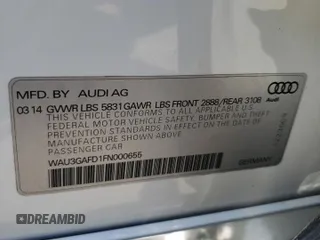 MFD. BY AUDI AG
03 14 GVWR LBS 5831 GAWR LBS FRONT 2888/REAR 3108
Audi
THIS VEHICLE CONFORMS TO ALL APPLICABLE U.S.
FEDERAL MOTOR VEHICLE SAFETY, BUMPER, AND THEFT
PREVENTION STANDARDS IN EFFECT ON THE DATE OF
MANUFACTURE SHOWN ABOVE.
PASSENGER CAR
WAU3GAFD1FN000655
GERMANY
DREAMBID